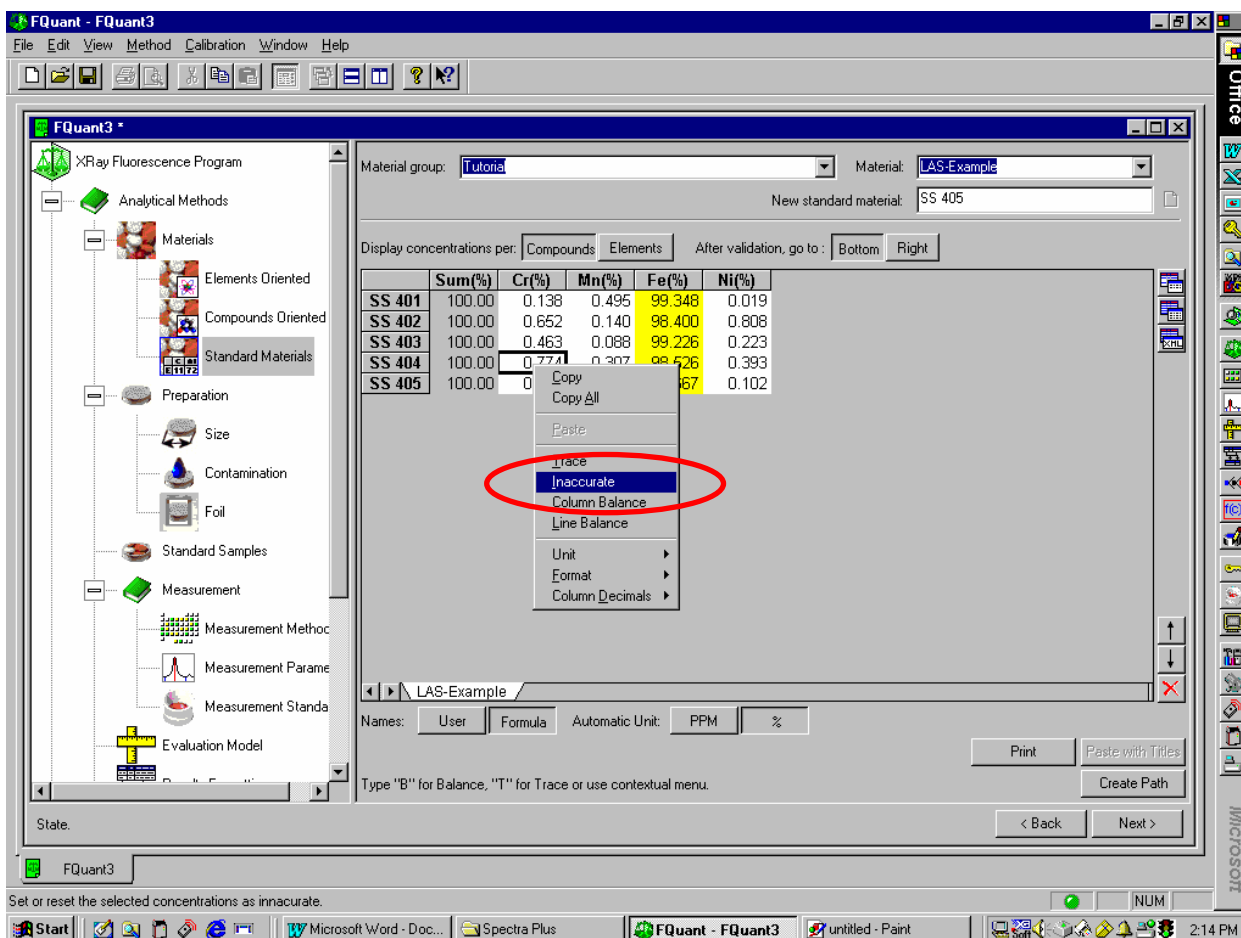 FQuant - FQuant3
File Edit View Method Calibration Window Help
Office
FQuant3 *
XRay Fluorescence Program
Analytical Methods
Materials
Elements Oriented
Compounds Oriented
Standard Materials
Preparation
Size
Contamination
Foil
Standard Samples
Measurement
Measurement Method
Measurement Parame
Measurement Standa
Evaluation Model
Material group: Tutorial Material: LAS-Example
New standard material: SS 405
Display concentrations per: Compounds Elements After validation, go to : Bottom Right
Sum(%) Cr(%) Mn(%) Fe(%) Ni(%)
SS 401 100.00 0.138 0.495 99.348 0.019
SS 402 100.00 0.652 0.140 98.400 0.808
SS 403 100.00 0.463 0.088 99.226 0.223
SS 404 100.00 0.774 0.307 98.526 0.393
SS 405 100.00 0 67 0.102
Copy
Copy All
Paste
Trace
Inaccurate
Column Balance
Line Balance
Unit
Format
Column Decimals
LAS-Example
Names: User Formula Automatic Unit: PPM %
Print Paste with Titles
Type "B" for Balance, "T" for Trace or use contextual menu.
Create Path
State.
< Back Next >
FQuant3
Set or reset the selected concentrations as innacurate.
NUM
Microsoft
Start Microsoft Word - Doc... Spectra Plus FQuant - FQuant3 untitled - Paint 2:14 PM